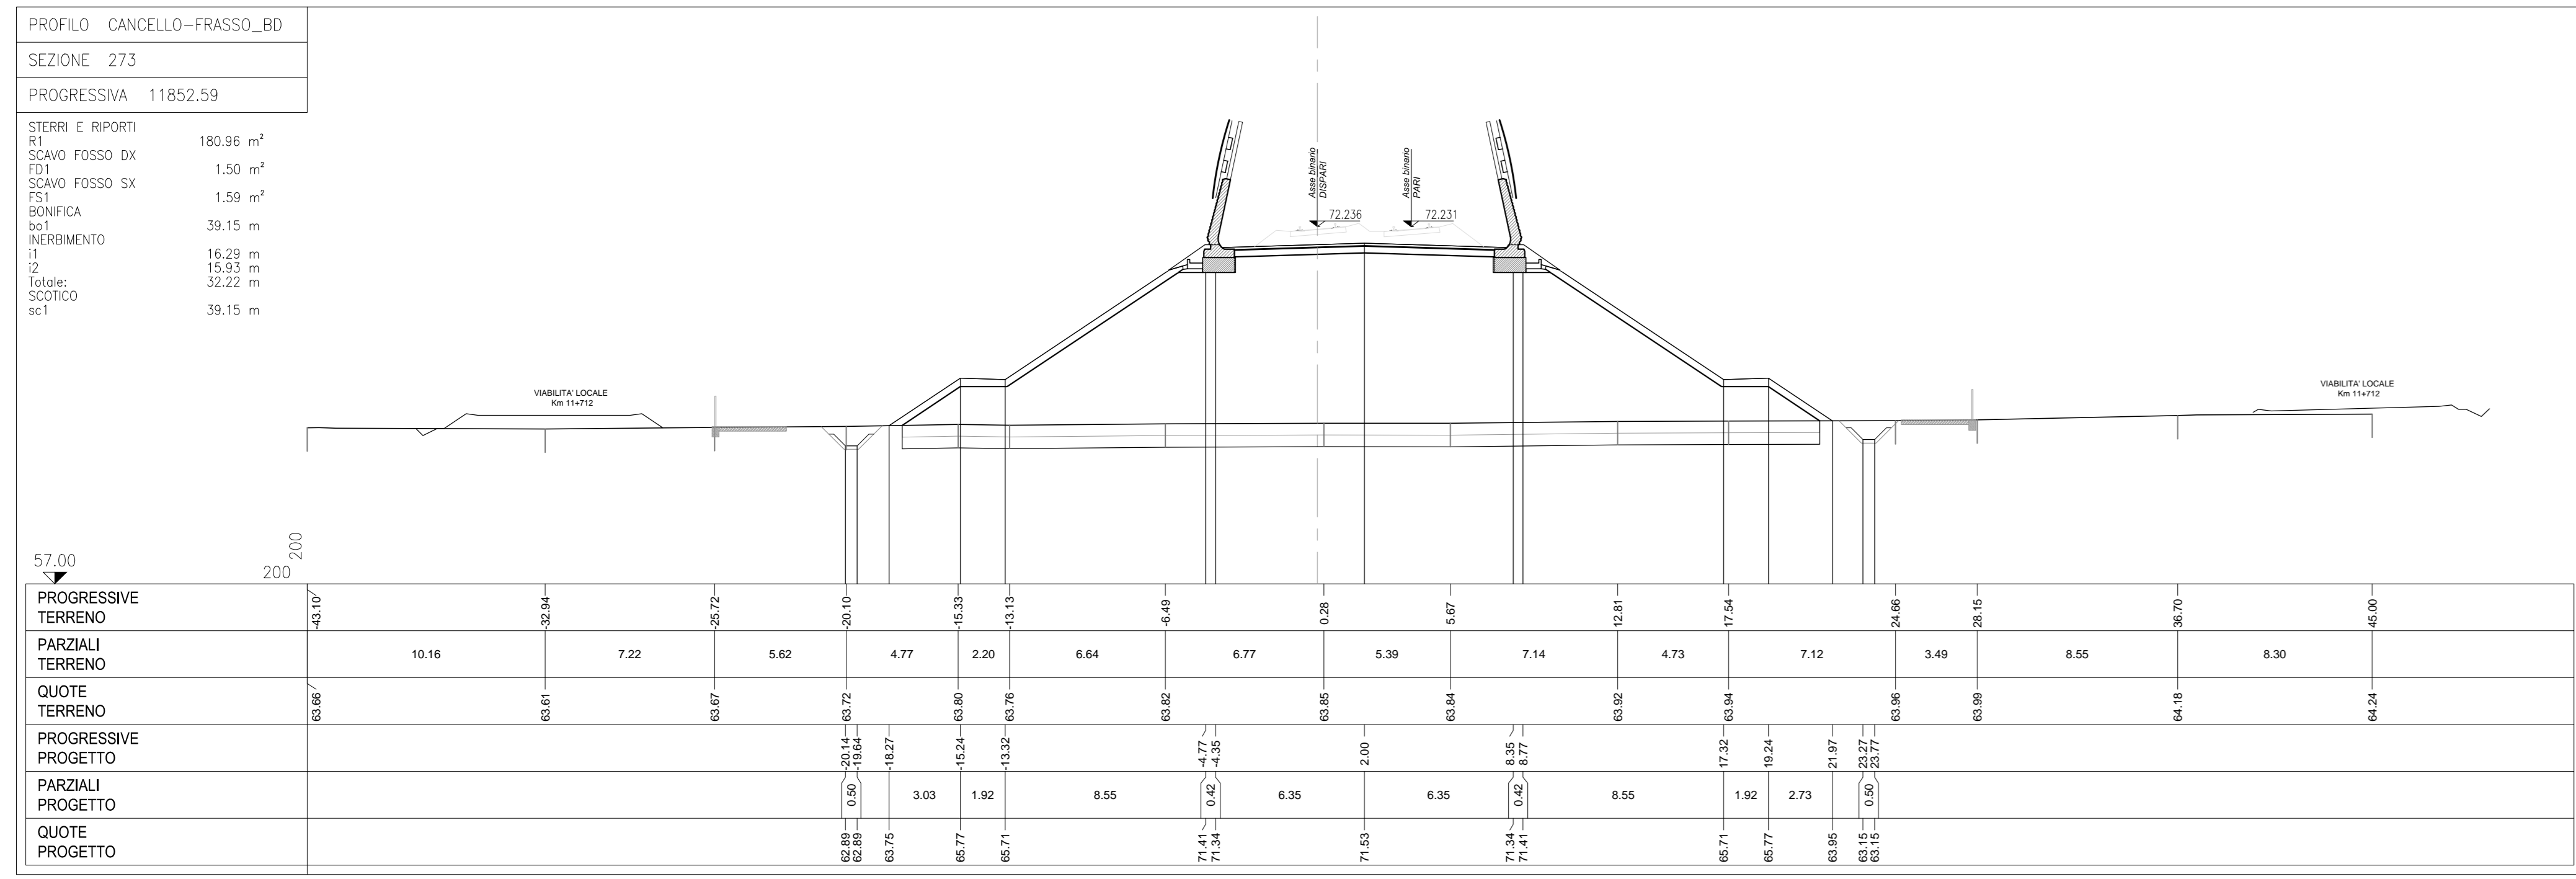 PROFILO CANCELLO-FRASSO_BD
SEZIONE 273
PROGRESSIVA 11852.59
STERRI E RIPORTI
R1 180.96 m²
SCAVO FOSSO DX
FD1 1.50 m²
SCAVO FOSSO SX
FS1 1.59 m²
BONIFICA
bo1 39.15 m
INERBIMENTO
i1 16.29 m
i2 15.93 m
Totale: 32.22 m
SCOTICO
sc1 39.15 m
Asse binario
DISPARI
72.236
Asse binario
PARI
72.231
VIABILITA' LOCALE
Km 11+712
VIABILITA' LOCALE
Km 11+712
57.00
200
200
PROGRESSIVE
TERRENO
-43.10 -32.94 -25.72 -20.10 -15.33 -13.13 -6.49 0.28 5.67 12.81 17.54 24.66 28.15 36.70 45.00
PARZIALI
TERRENO
10.16 7.22 5.62 4.77 2.20 6.64 6.77 5.39 7.14 4.73 7.12 3.49 8.55 8.30
QUOTE
TERRENO
63.66 63.61 63.67 63.72 63.80 63.76 63.82 63.85 63.84 63.92 63.94 63.96 63.99 64.18 64.24
PROGRESSIVE
PROGETTO
-20.14 -19.64 -18.27 -15.24 -13.32 -4.77 -4.35 2.00 8.35 8.77 17.32 19.24 21.97 23.27 23.77
PARZIALI
PROGETTO
0.50 3.03 1.92 8.55 0.42 6.35 6.35 0.42 8.55 1.92 2.73 0.50
QUOTE
PROGETTO
62.89 62.89 63.75 65.77 65.71 71.41 71.34 71.53 71.34 71.41 65.71 65.77 63.95 63.15 63.15